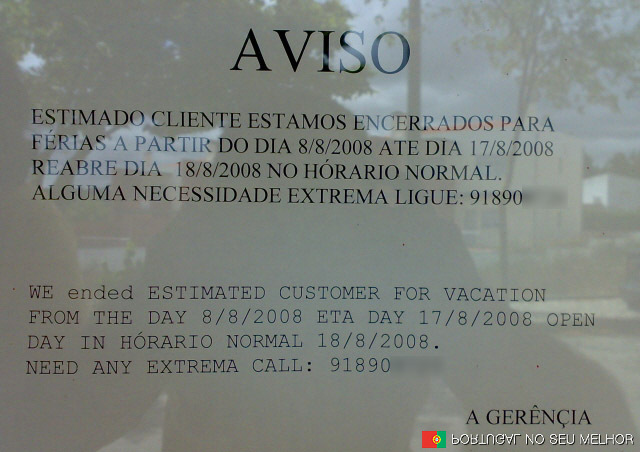 AVISO
ESTIMADO CLIENTE ESTAMOS ENCERRADOS PARA
FÉRIAS A PARTIR DO DIA 8/8/2008 ATE DIA 17/8/2008
REABRE DIA 18/8/2008 NO HÓRARIO NORMAL.
ALGUMA NECESSIDADE EXTREMA LIGUE: 91890
WE ended ESTIMATED CUSTOMER FOR VACATION
FROM THE DAY 8/8/2008 ETA DAY 17/8/2008 OPEN
DAY IN HÓRARIO NORMAL 18/8/2008.
NEED ANY EXTREMA CALL: 91890
A GERÊNÇIA
PORTUGAL NO SEU MELHOR